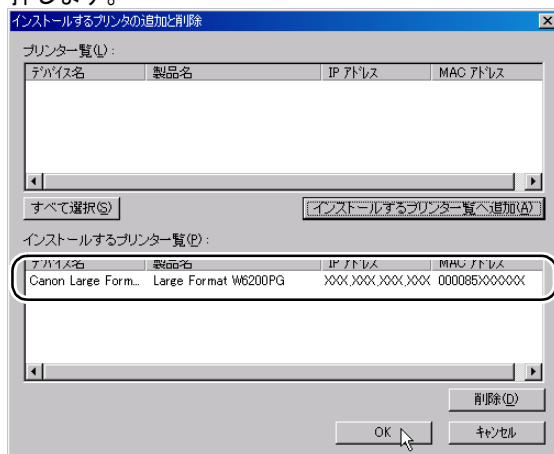 押します。
インストールするプリンタの追加と削除
プリンター覧(L):
デバイス名 製品名 IP アドレス MAC アドレス
すべて選択(S) インストールするプリンター覧へ追加(A)
インストールするプリンター覧(P):
デバイス名 製品名 IP アドレス MAC アドレス
Canon Large Form... Large Format W6200PG XXX.XXX.XXX.XXX 000085XXXXXX
削除(D)
OK キャンセル